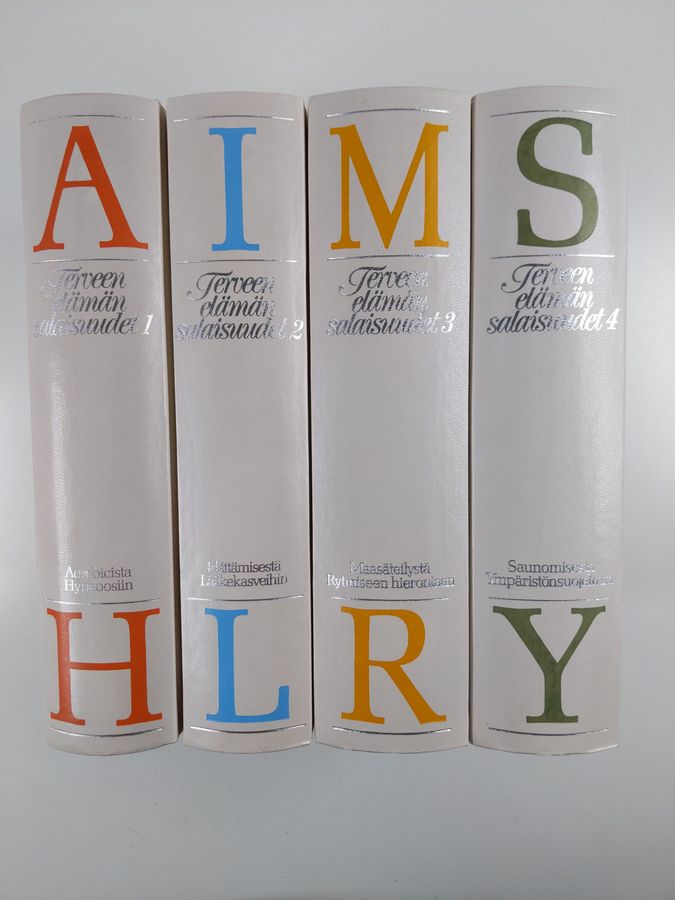 A
Terveen
elämän
salaisuudet 1
Aerobicista
Hypnoosiin
H
I
Terveen
elämän
salaisuudet 2
Idättämisestä
Lääkekasveihin
L
M
Terveen
elämän
salaisuudet 3
Maasäteilystä
Rytmiseen hierontaan
R
S
Terveen
elämän
salaisuudet 4
Saunomisesta
Ympäristönsuojeluun
Y